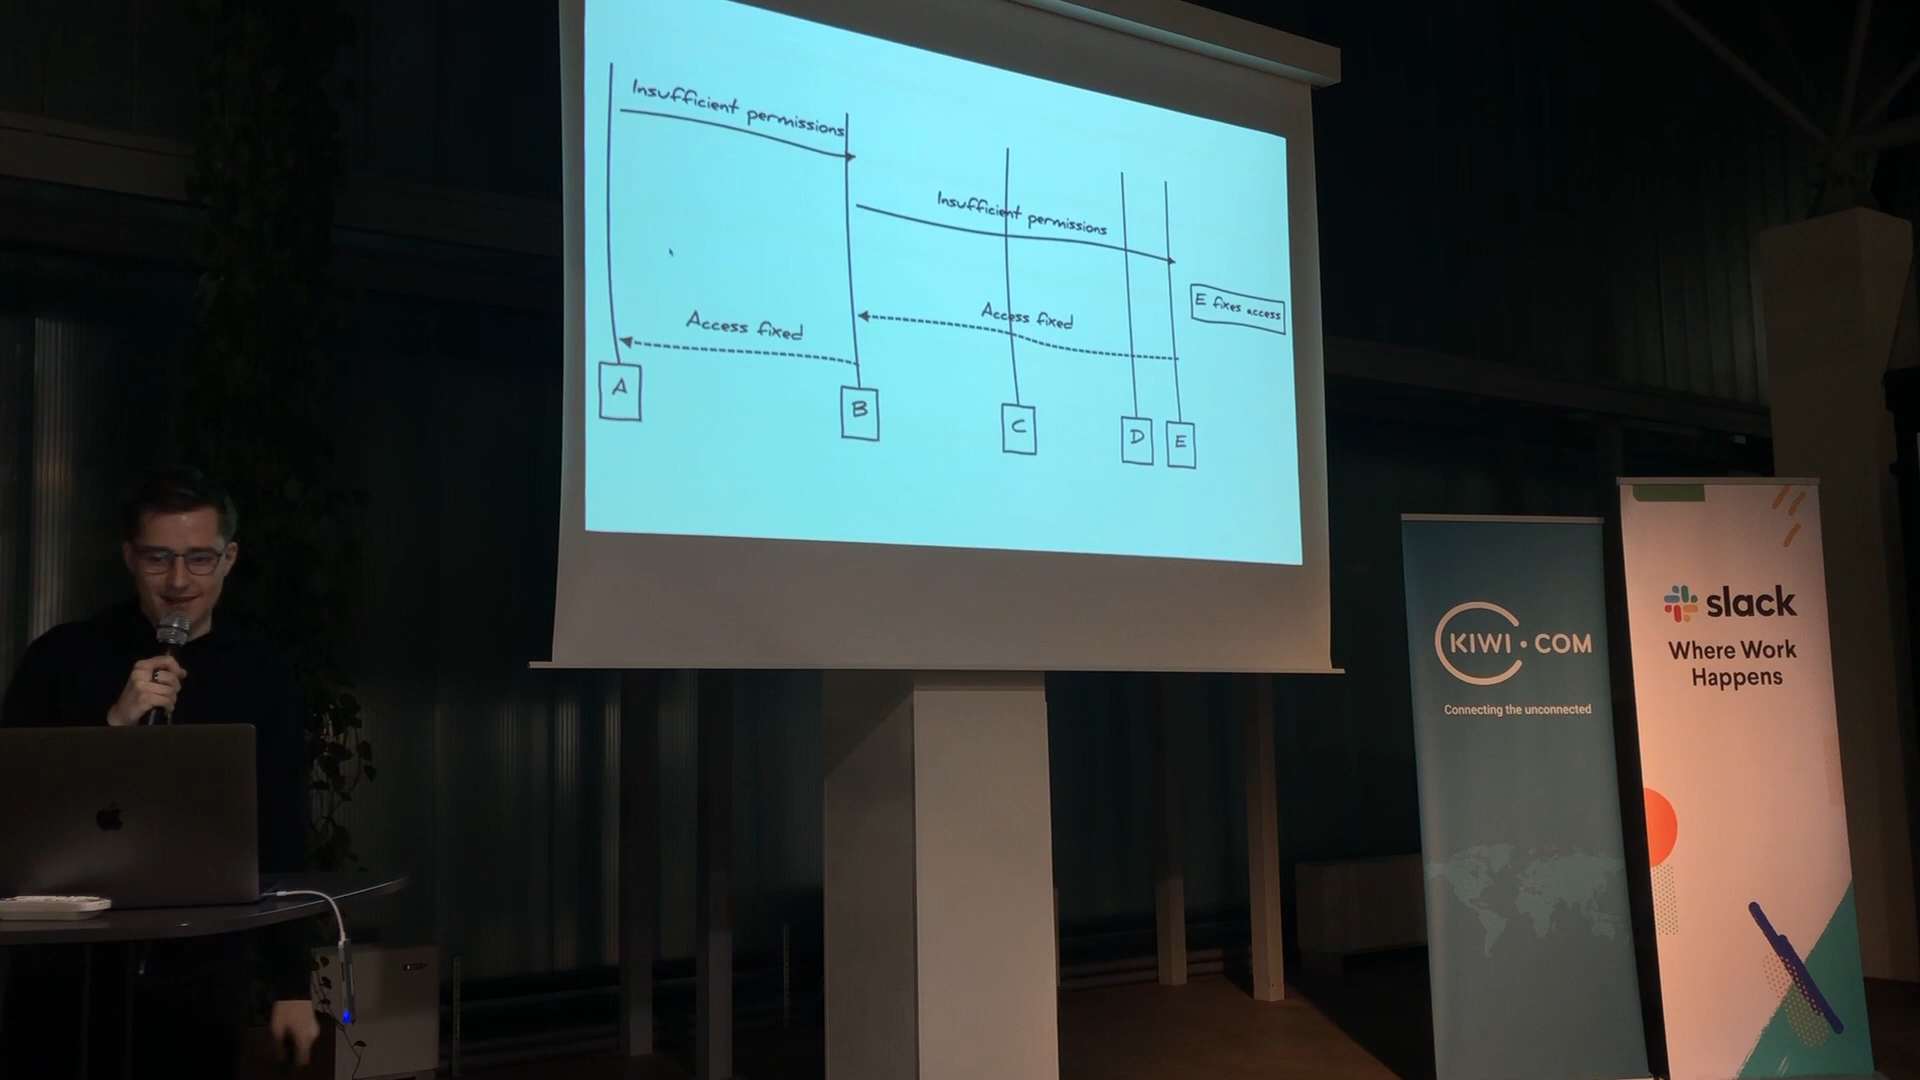 Insufficient permissions
Insufficient permissions
E fixes access
Access fixed
Access fixed
A
B
C
D
E
KIWI.COM
Connecting the unconnected
slack
Where Work
Happens